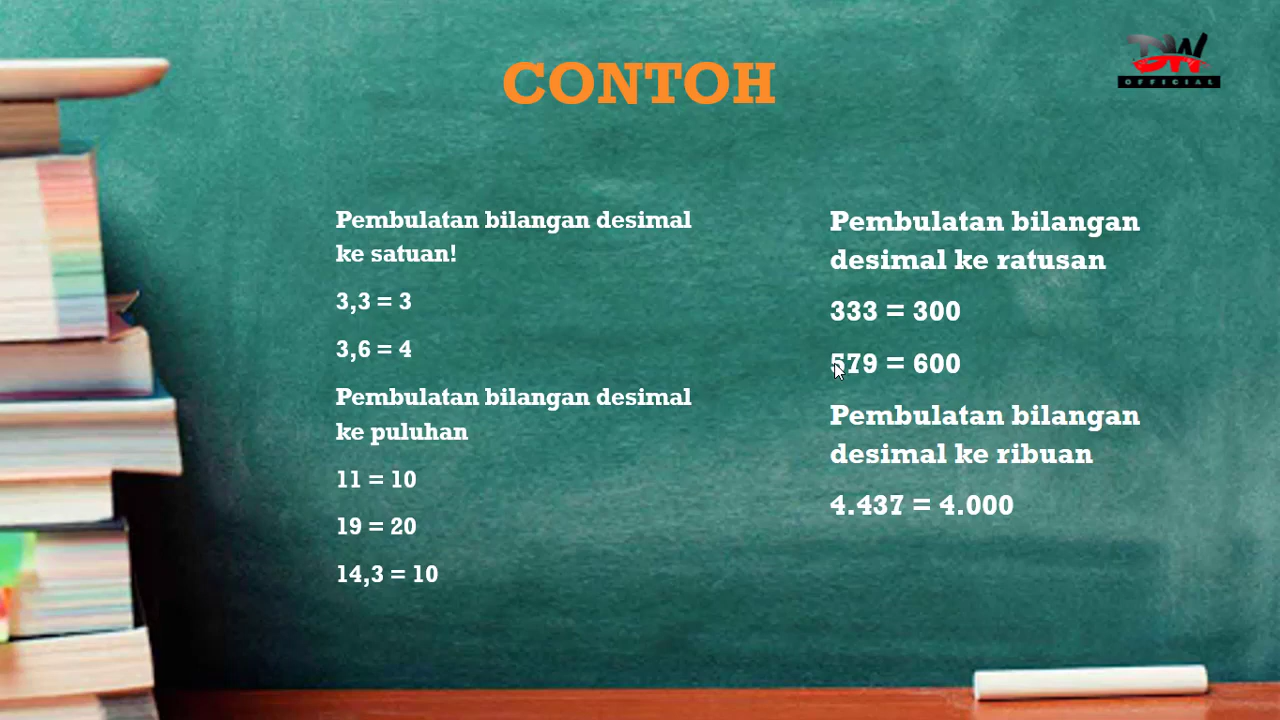 CONTOH
DW
OFFICIAL
Pembulatan bilangan desimal
ke satuan!
3,3 = 3
3,6 = 4
Pembulatan bilangan desimal
ke puluhan
11 = 10
19 = 20
14,3 = 10
Pembulatan bilangan
desimal ke ratusan
333 = 300
579 = 600
Pembulatan bilangan
desimal ke ribuan
4.437 = 4.000